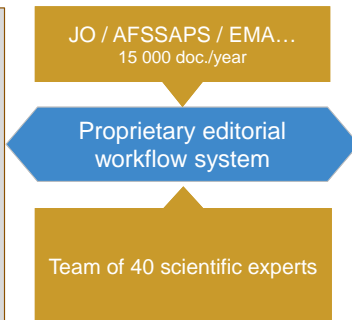 JO / AFSSAPS / EMA…
15 000 doc./year
Proprietary editorial
workflow system
Team of 40 scientific experts